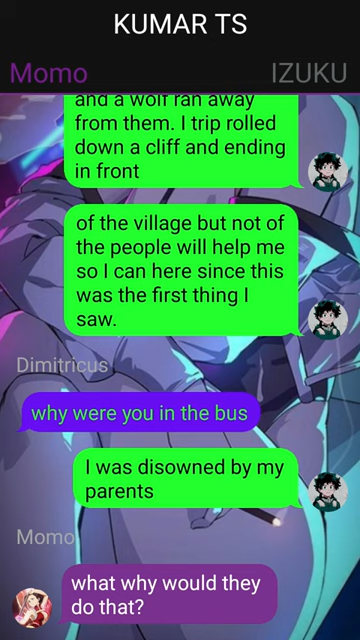 KUMAR TS
Momo IZUKU
and a wolf ran away
from them. I trip rolled
down a cliff and ending
in front
of the village but not of
the people will help me
so I can here since this
was the first thing I
saw.
Dimitricus
why were you in the bus
I was disowned by my
parents
Momo
what why would they
do that?